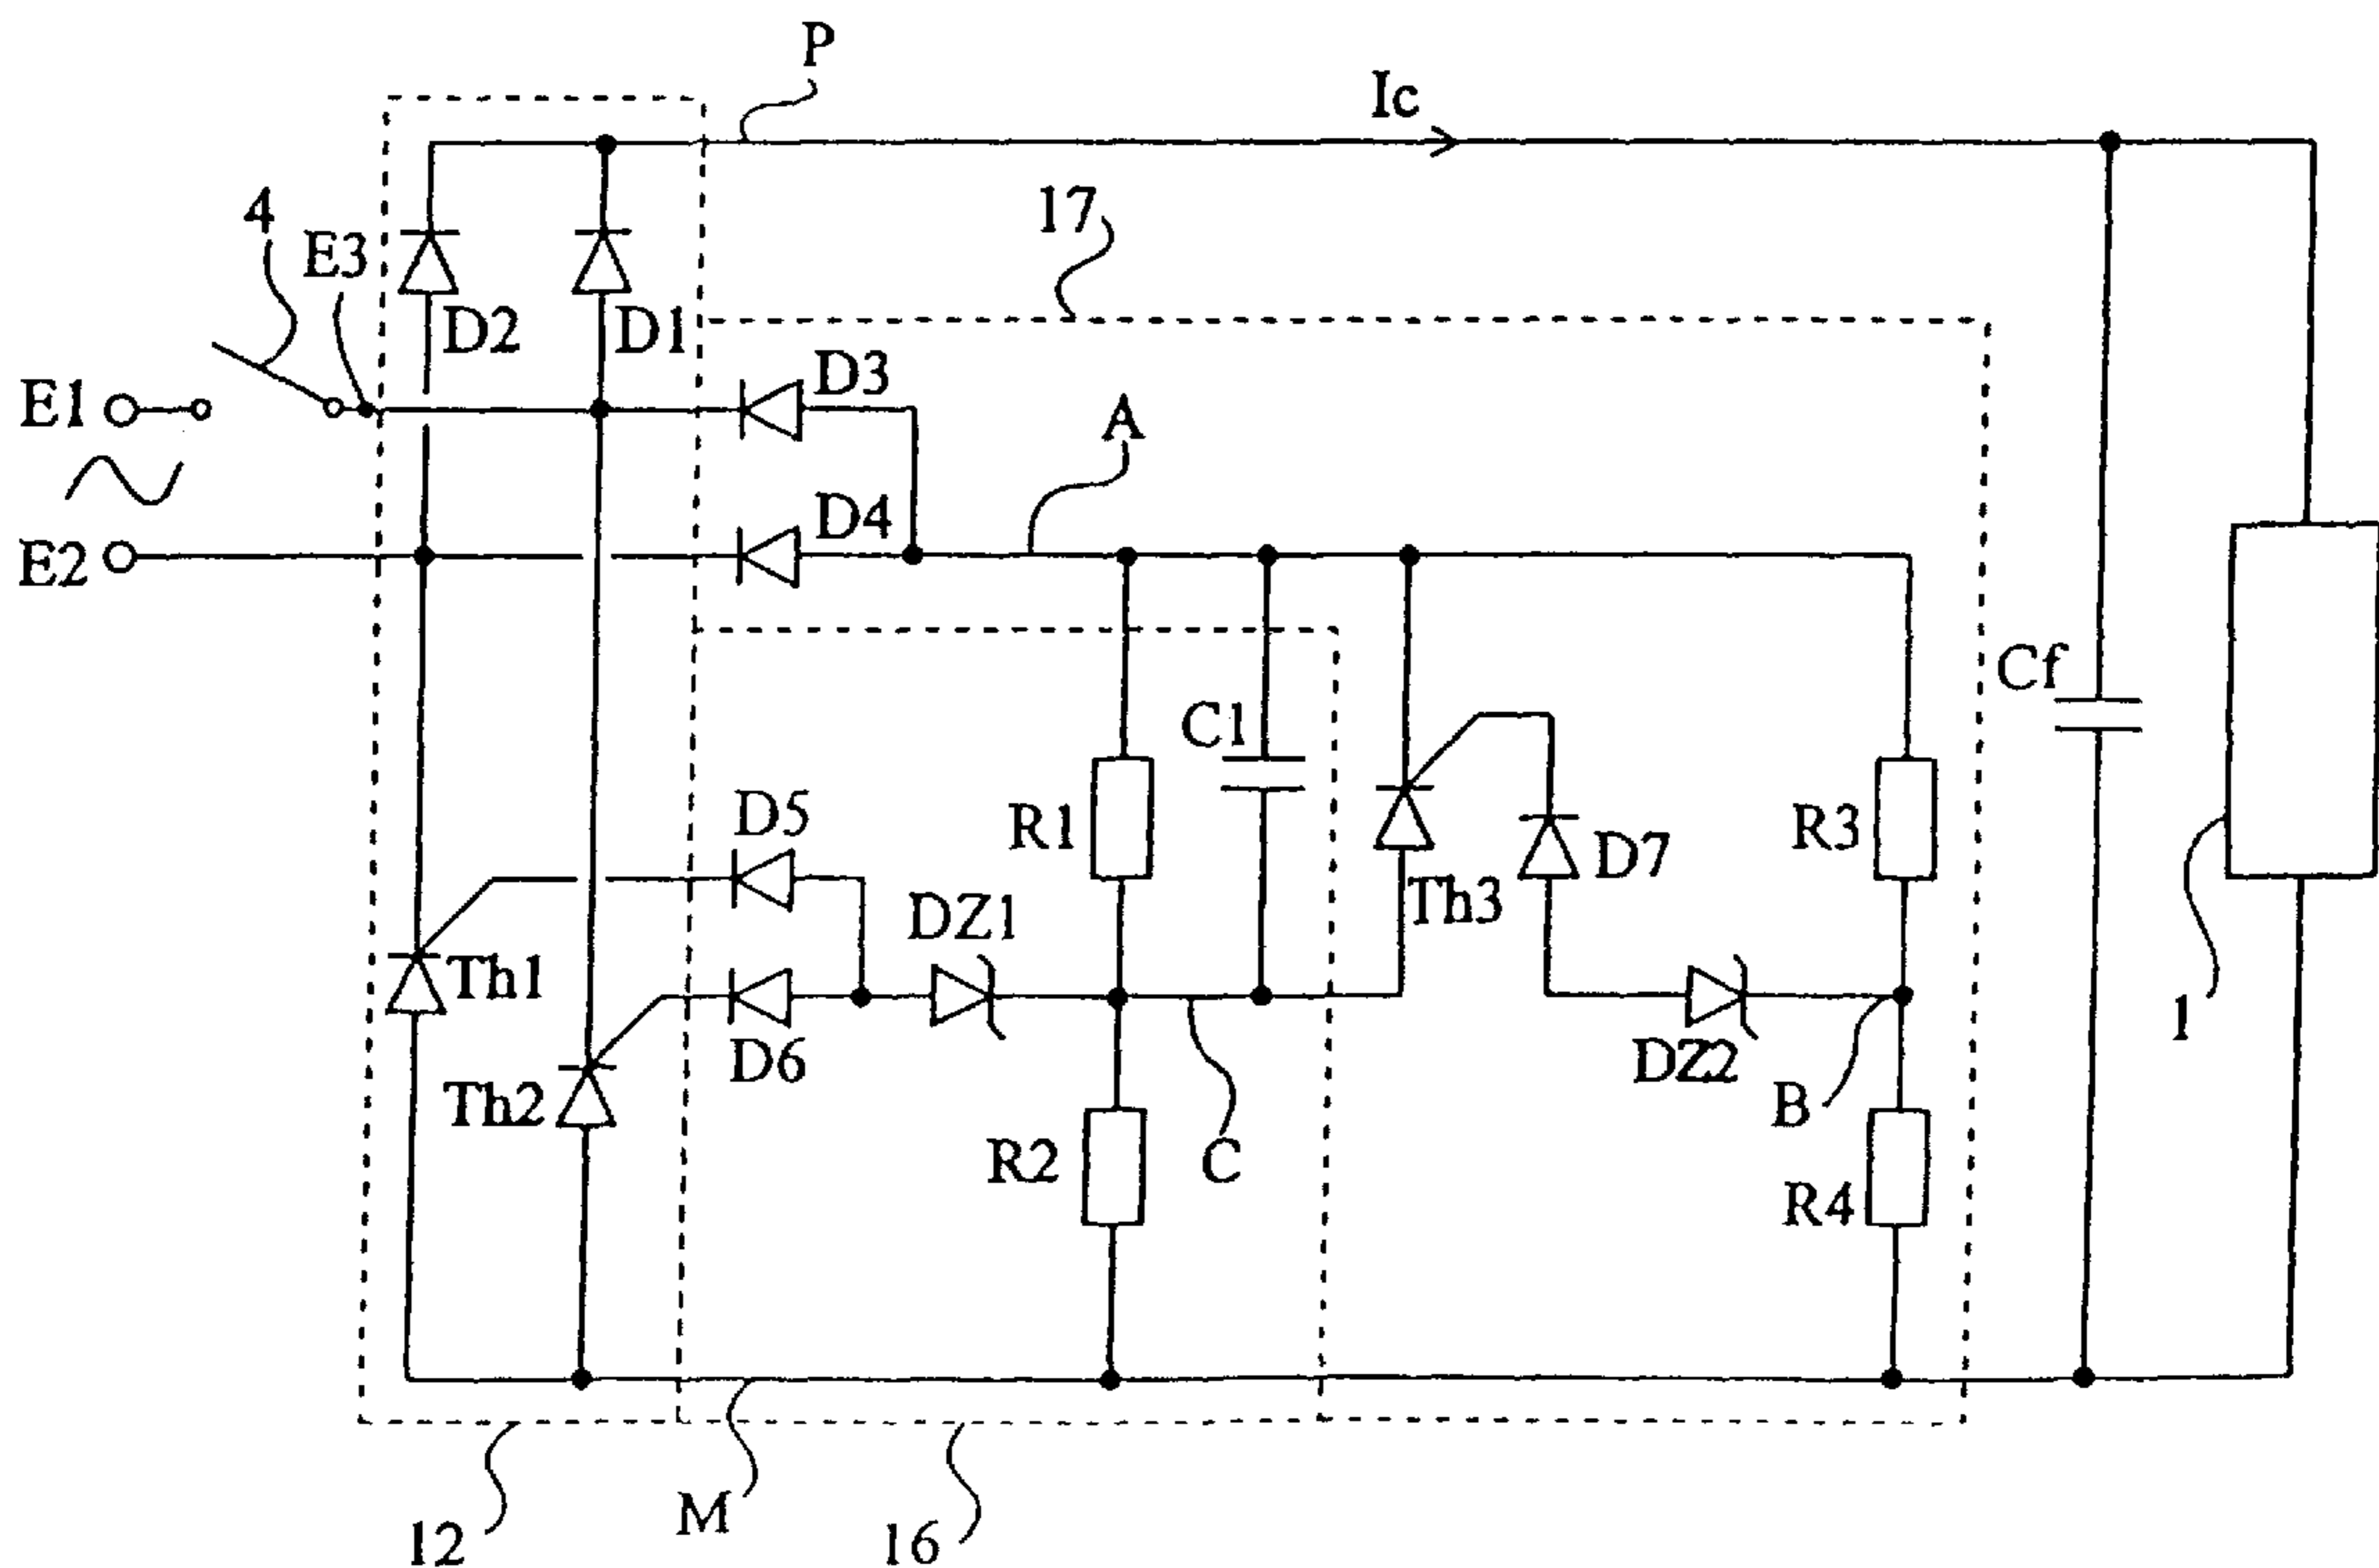 P
Ic
4
E3
17
D2
D1
D3
E1
A
D4
E2
Cf
C1
D5
R1
D7
R3
DZ1
Th3
Th1
1
D6
DZ2
Th2
B
R2
C
R4
M
12
16